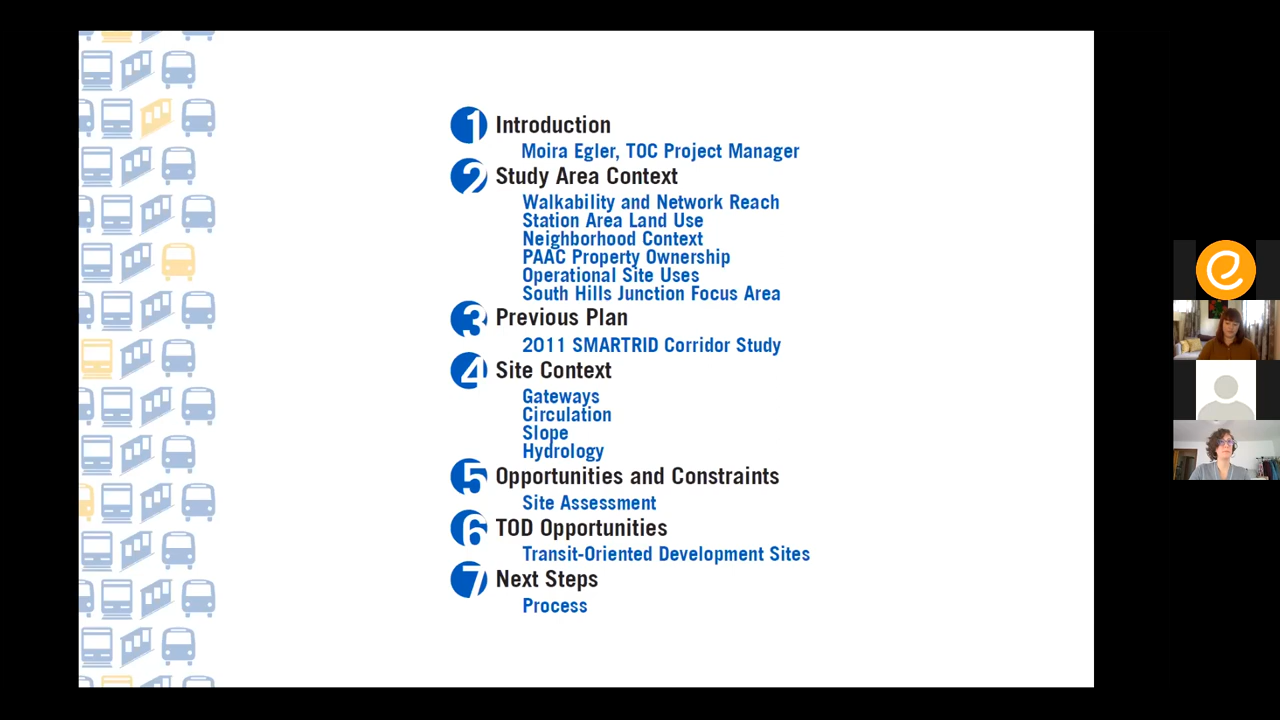 1 Introduction
Moira Egler, TOC Project Manager
2 Study Area Context
Walkability and Network Reach
Station Area Land Use
Neighborhood Context
PAAC Property Ownership
Operational Site Uses
South Hills Junction Focus Area
3 Previous Plan
2011 SMARTRID Corridor Study
4 Site Context
Gateways
Circulation
Slope
Hydrology
5 Opportunities and Constraints
Site Assessment
6 TOD Opportunities
Transit-Oriented Development Sites
7 Next Steps
Process